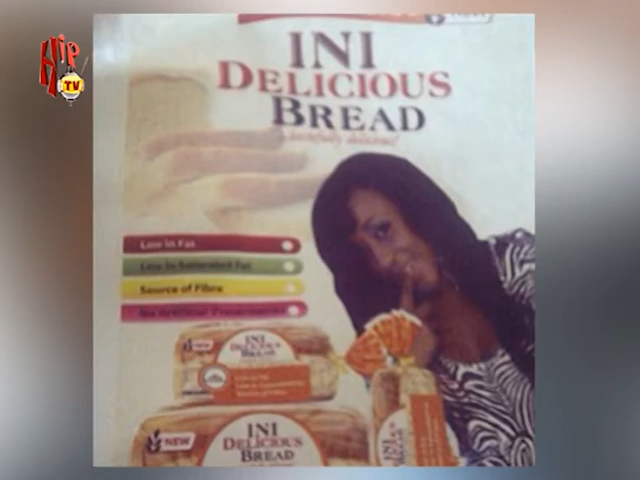 Hip
TV
INI
DELICIOUS
BREAD
Low in Fat
Low in Saturated Fat
Source of Fibre
No Artificial Preservatives
NEW
INI
DELICIOUS
BREAD
NEW
INI
DELICIOUS
BREAD